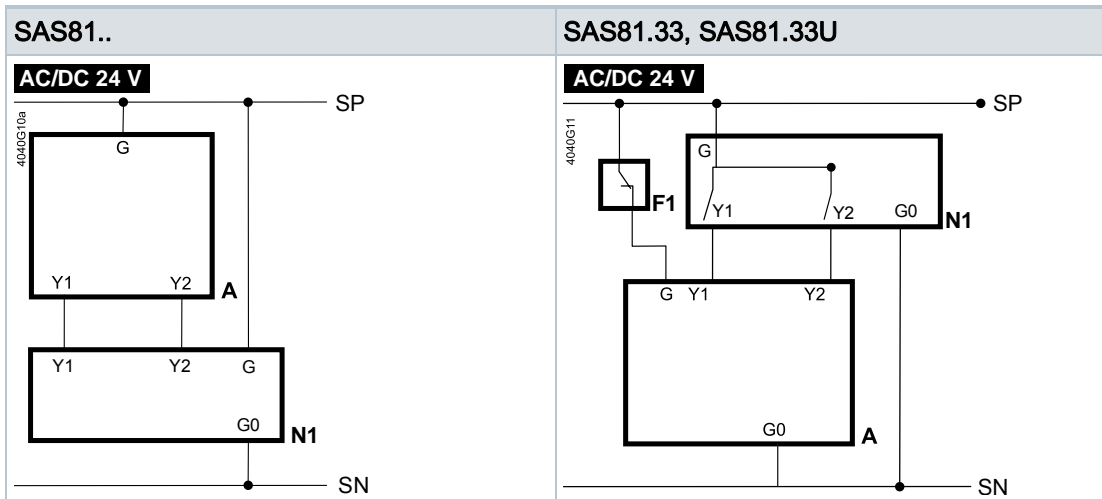 SAS81..
AC/DC 24 V
SP
4040G10a
G
Y1 Y2
A
Y1 Y2 G
G0
N1
SN
SAS81.33, SAS81.33U
AC/DC 24 V
SP
4040G11
G
F1
Y1 Y2 G0
N1
G Y1 Y2
G0
A
SN